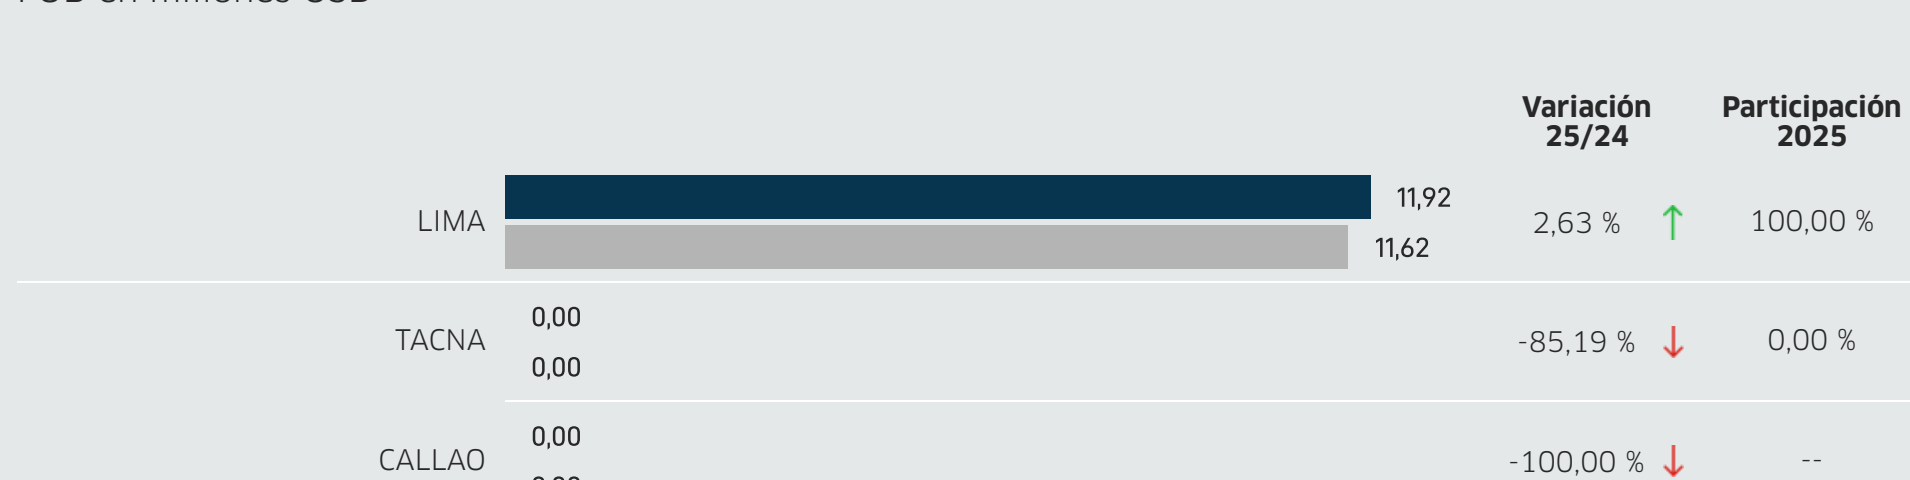 Variación
25/24
Participación
2025
LIMA
11,92
11,62
2,63 %
100,00 %
TACNA
0,00
0,00
-85,19 %
0,00 %
CALLAO
0,00
-100,00 %
--